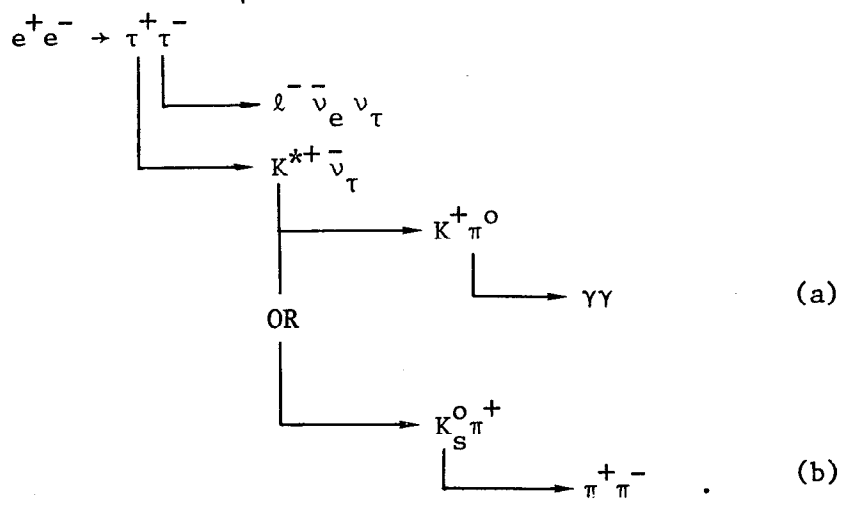 e⁺e⁻ → τ⁺τ⁻
ℓ⁻ ν̄ₑ ν_τ
K*⁺ ν̄_τ
K⁺π⁰
γγ (a)
OR
K⁰ₛπ⁺
π⁺π⁻ . (b)